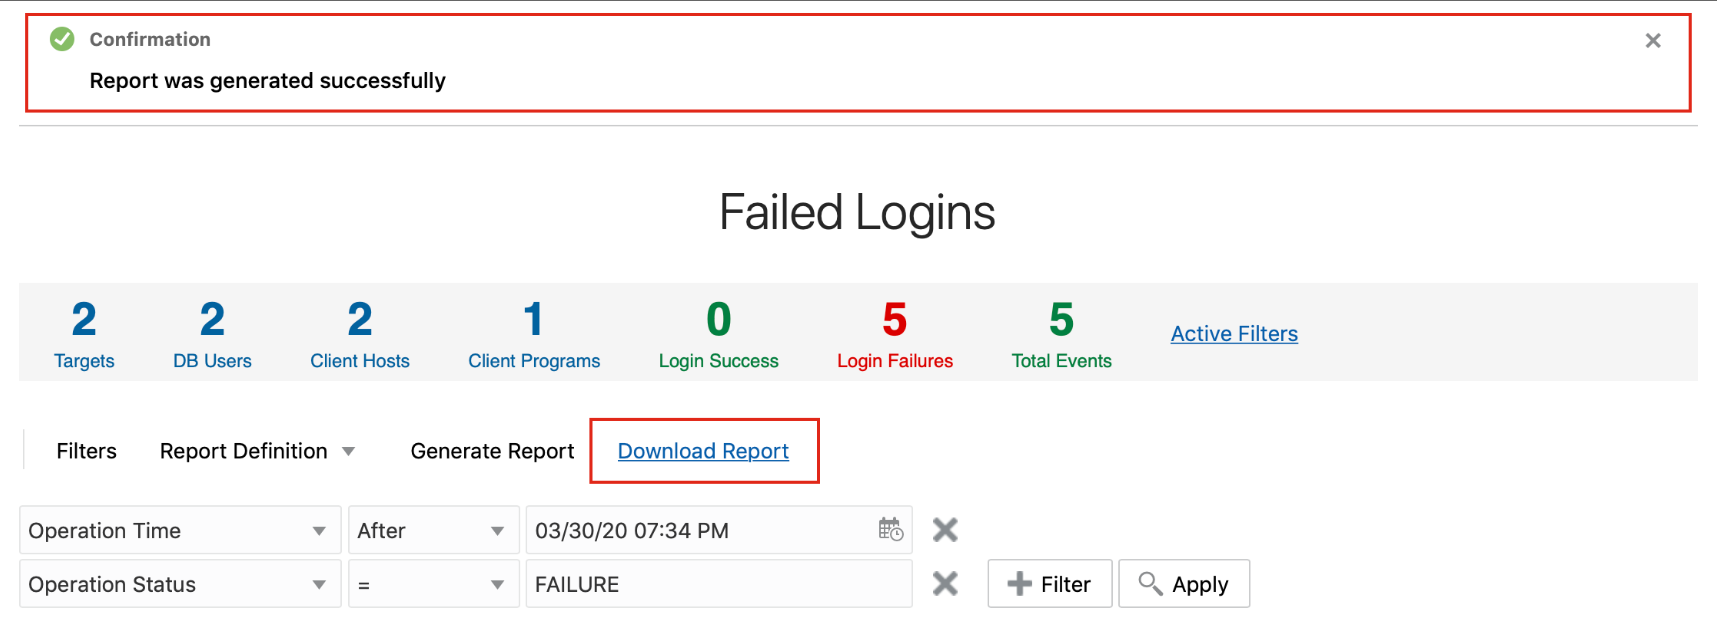 Confirmation
Report was generated successfully
Failed Logins
2 2 2 1 0 5 5
Targets DB Users Client Hosts Client Programs Login Success Login Failures Total Events Active Filters
Filters Report Definition Generate Report Download Report
Operation Time After 03/30/20 07:34 PM
Operation Status = FAILURE Filter Apply